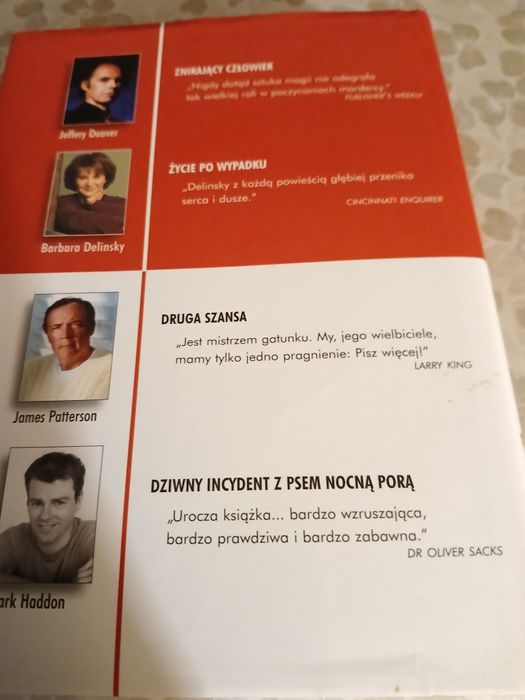 ZNIKAJĄCY CZŁOWIEK
„Nigdy dotąd sztuka magii nie odegrała
tak wielkiej roli w poczynaniach mordercy."
PUBLISHER'S WEEKLY
Jeffery Deaver
ŻYCIE PO WYPADKU
„Delinsky z każdą powieścią głębiej przenika
serca i dusze."
CINCINNATI ENQUIRER
Barbara Delinsky
DRUGA SZANSA
„Jest mistrzem gatunku. My, jego wielbiciele,
mamy tylko jedno pragnienie: Pisz więcej!"
LARRY KING
James Patterson
DZIWNY INCYDENT Z PSEM NOCNĄ PORĄ
„Urocza książka... bardzo wzruszająca,
bardzo prawdziwa i bardzo zabawna."
DR OLIVER SACKS
ark Haddon